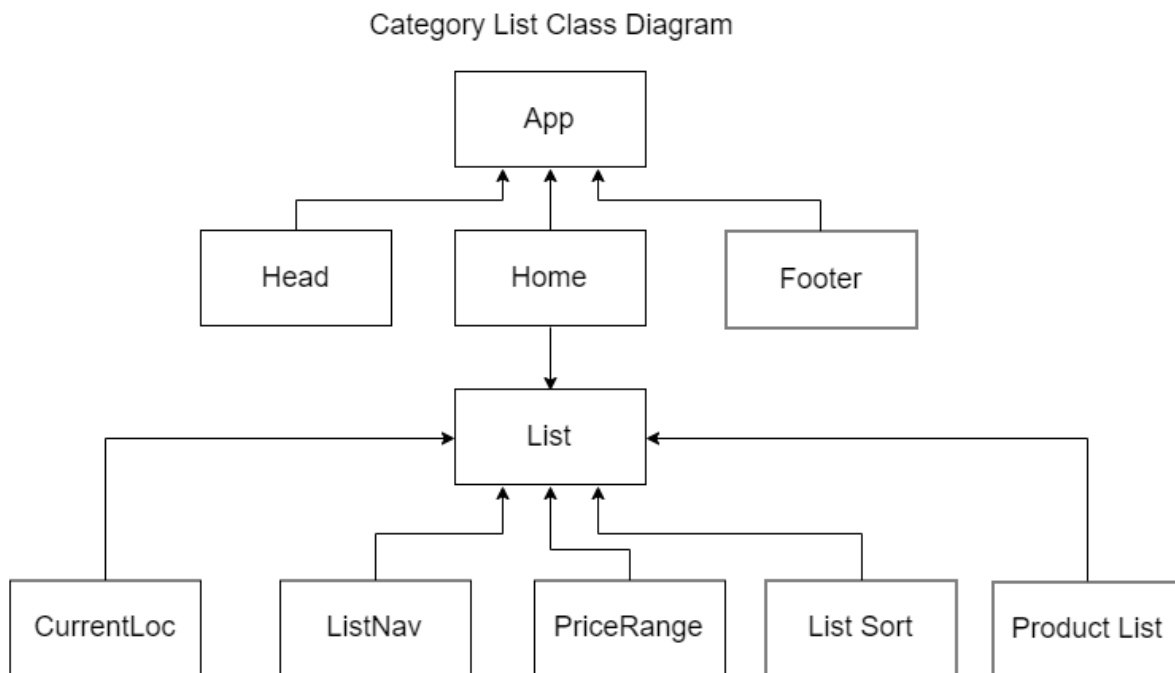 Category List Class Diagram
App
Head
Home
Footer
List
CurrentLoc
ListNav
PriceRange
List Sort
Product List